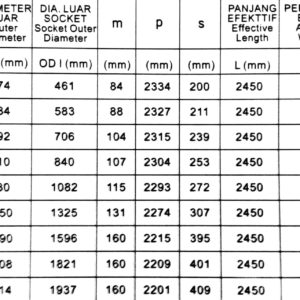 METER DIA. LUAR m p s PANJANG PE
UAR SOCKET EFEKTTIF E
uter Socket Outer Effective A
meter Diameter Length
(mm) OD I (mm) (mm) (mm) (mm) L (mm)
74 461 84 2334 200 2450
34 583 88 2327 211 2450
92 706 104 2315 239 2450
10 840 107 2304 253 2450
30 1082 115 2293 272 2450
50 1325 131 2274 307 2450
90 1596 160 2215 395 2450
08 1821 160 2209 401 2450
14 1937 160 2201 409 2450